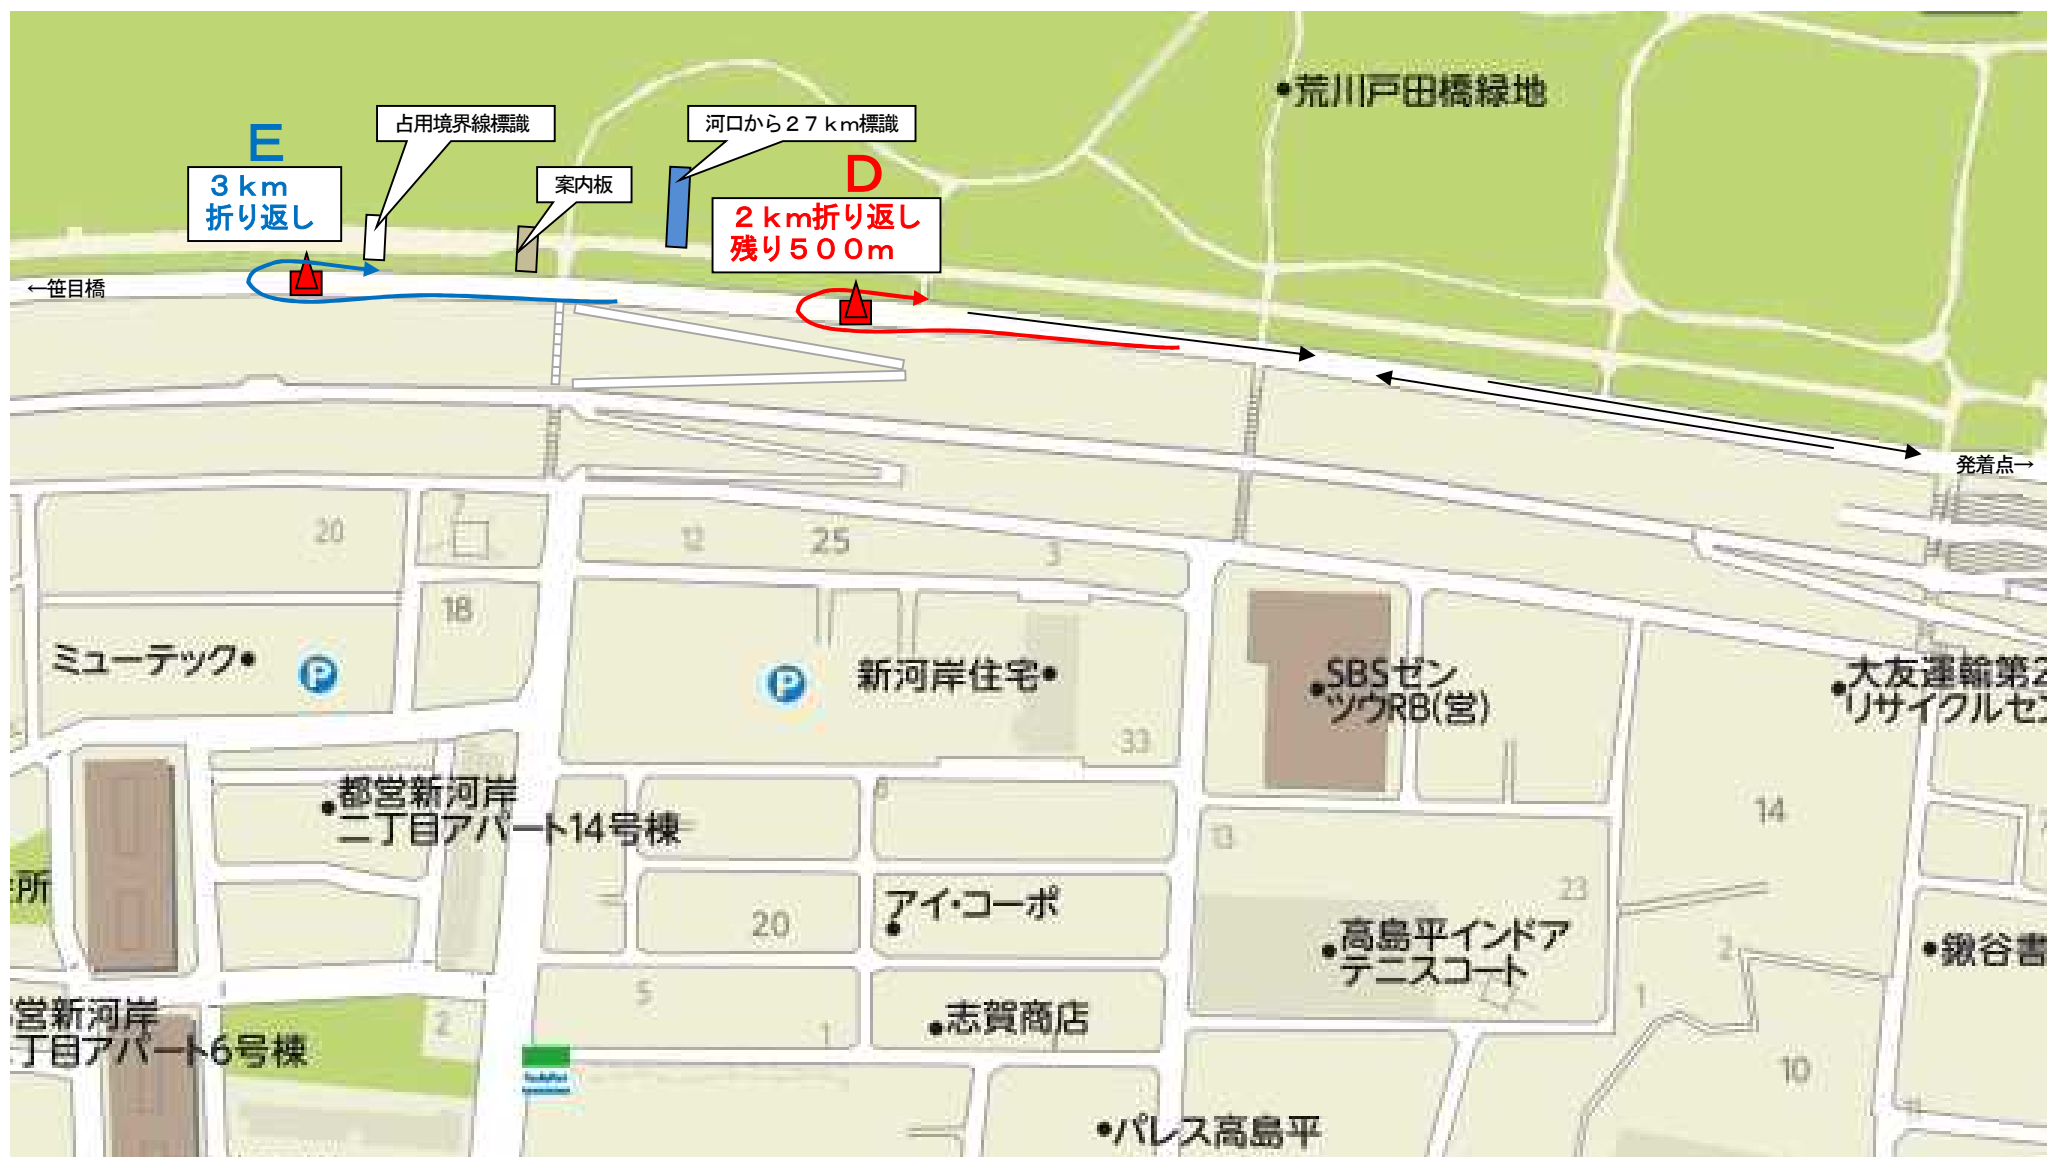 荒川戸田橋緑地
占用境界線標識
河口から２７ｋｍ標識
E
３ｋｍ
折り返し
案内板
D
２ｋｍ折り返し
残り５００ｍ
←笹目橋
発着点→
7
20
12
25
3
18
ミューテック
P
P
新河岸住宅
SBSゼン
ツウRB(営)
大友運輸第2
リサイクルセ
33
都営新河岸
二丁目アパート14号棟
6
14
13
所
アイ・コーポ
20
23
高島平インドア
テニスコート
2
鍬谷書
5
1
1
志賀商店
2
営新河岸
丁目アパート6号棟
FamilyMart
10
パレス高島平